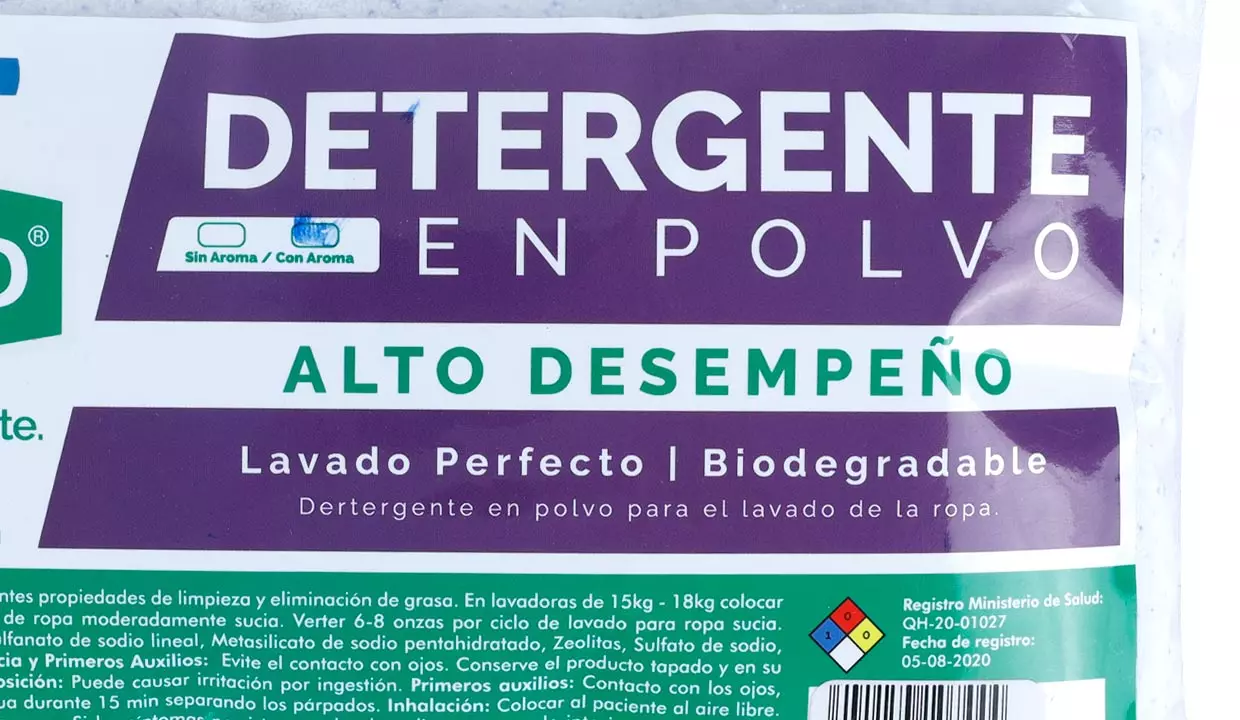 DETERGENTE
Sin Aroma / Con Aroma
EN POLVO
®
ALTO DESEMPEÑO
te.
Lavado Perfecto | Biodegradable
Dertergente en polvo para el lavado de la ropa.
ntes propiedades de limpieza y eliminación de grasa. En lavadoras de 15kg - 18kg colocar
de ropa moderadamente sucia. Verter 6-8 onzas por ciclo de lavado para ropa sucia.
lfanato de sodio lineal, Metasilicato de sodio pentahidratado, Zeolitas, Sulfato de sodio,
cia y Primeros Auxilios: Evite el contacto con ojos. Conserve el producto tapado y en su
osición: Puede causar irritación por ingestión. Primeros auxilios: Contacto con los ojos,
ua durante 15 min separando los párpados. Inhalación: Colocar al paciente al aire libre.
0
1 0
Registro Ministerio de Salud:
QH-20-01027
Fecha de registro:
05-08-2020